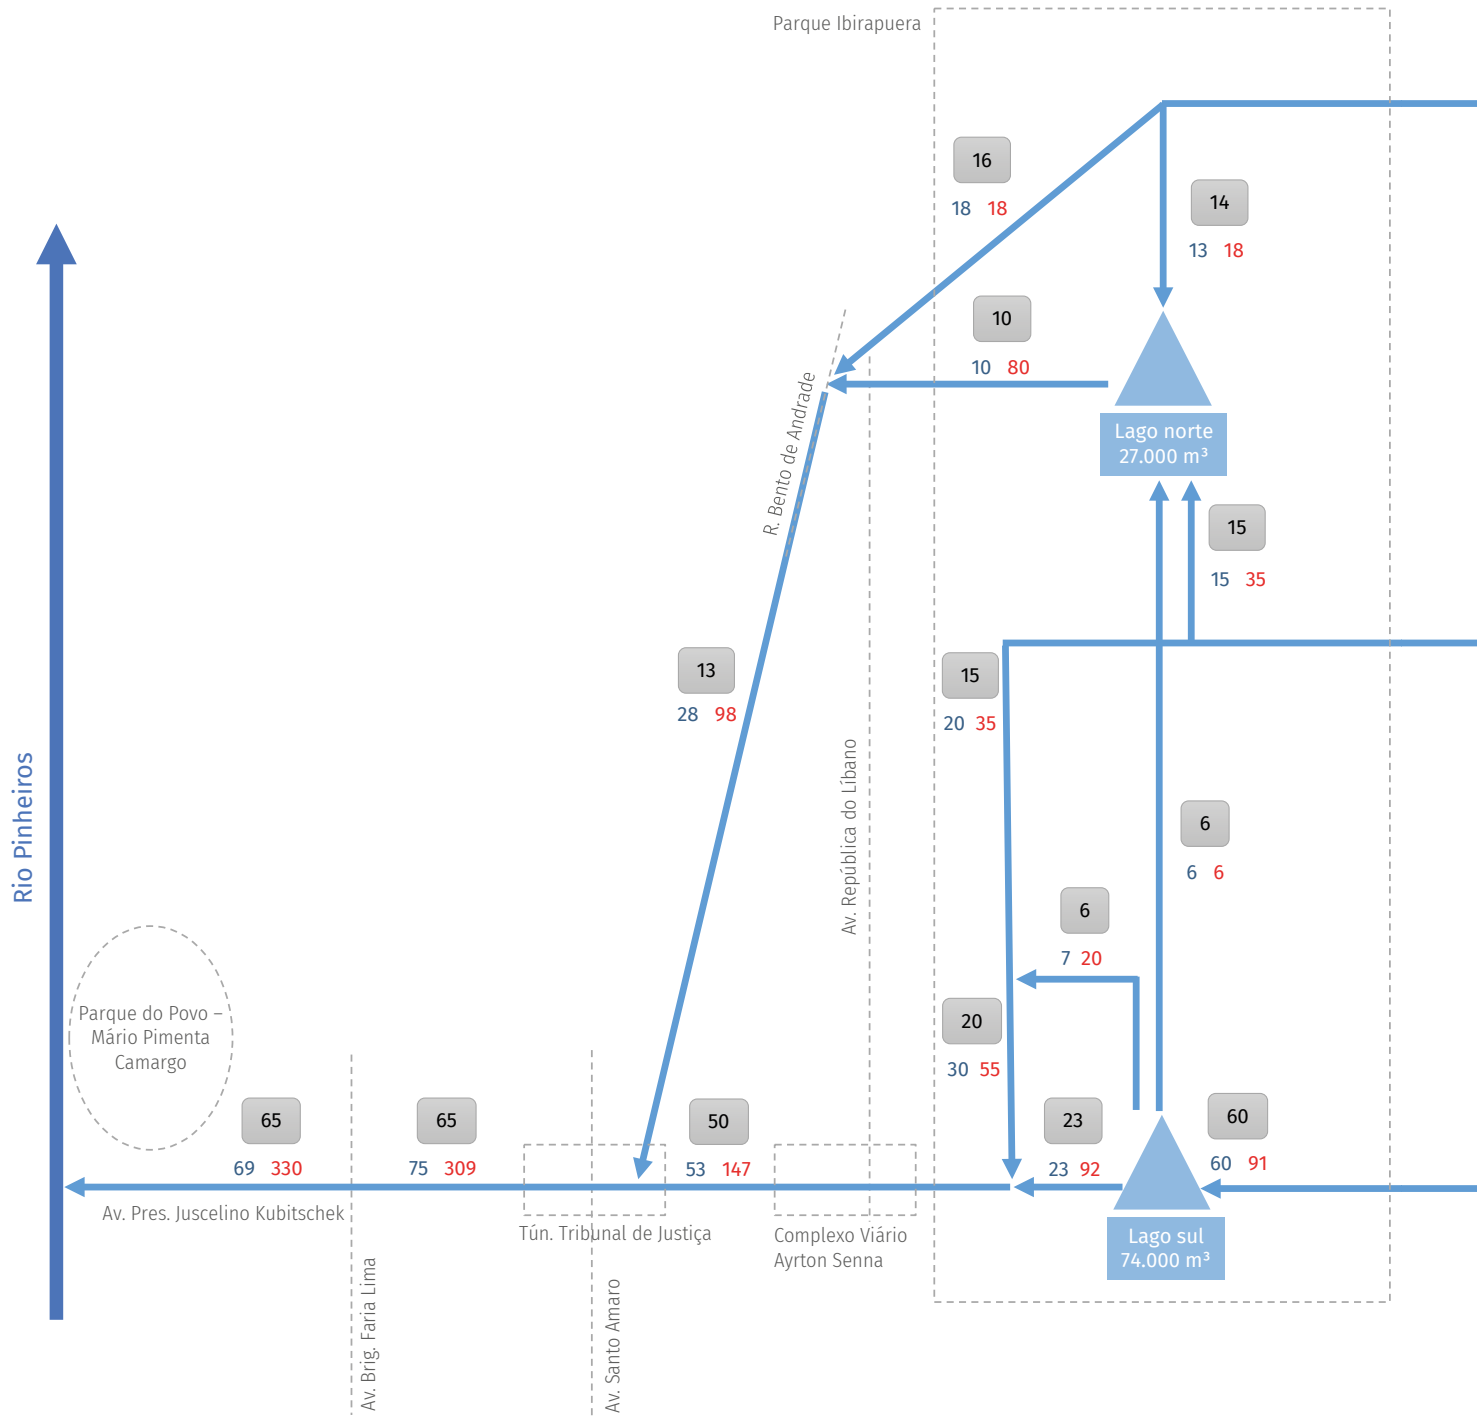 Parque Ibirapuera
16
18 18
14
13 18
10
10 80
R. Bento de Andrade
Lago norte
27.000 m³
15
15 35
13
28 98
15
20 35
Av. República do Líbano
Rio Pinheiros
6
6 6
6
7 20
Parque do Povo –
Mário Pimenta
Camargo
20
30 55
65
69 330
65
75 309
50
53 147
23
23 92
60
60 91
Av. Pres. Juscelino Kubitschek
Tún. Tribunal de Justiça
Complexo Viário
Ayrton Senna
Lago sul
74.000 m³
Av. Brig. Faria Lima
Av. Santo Amaro